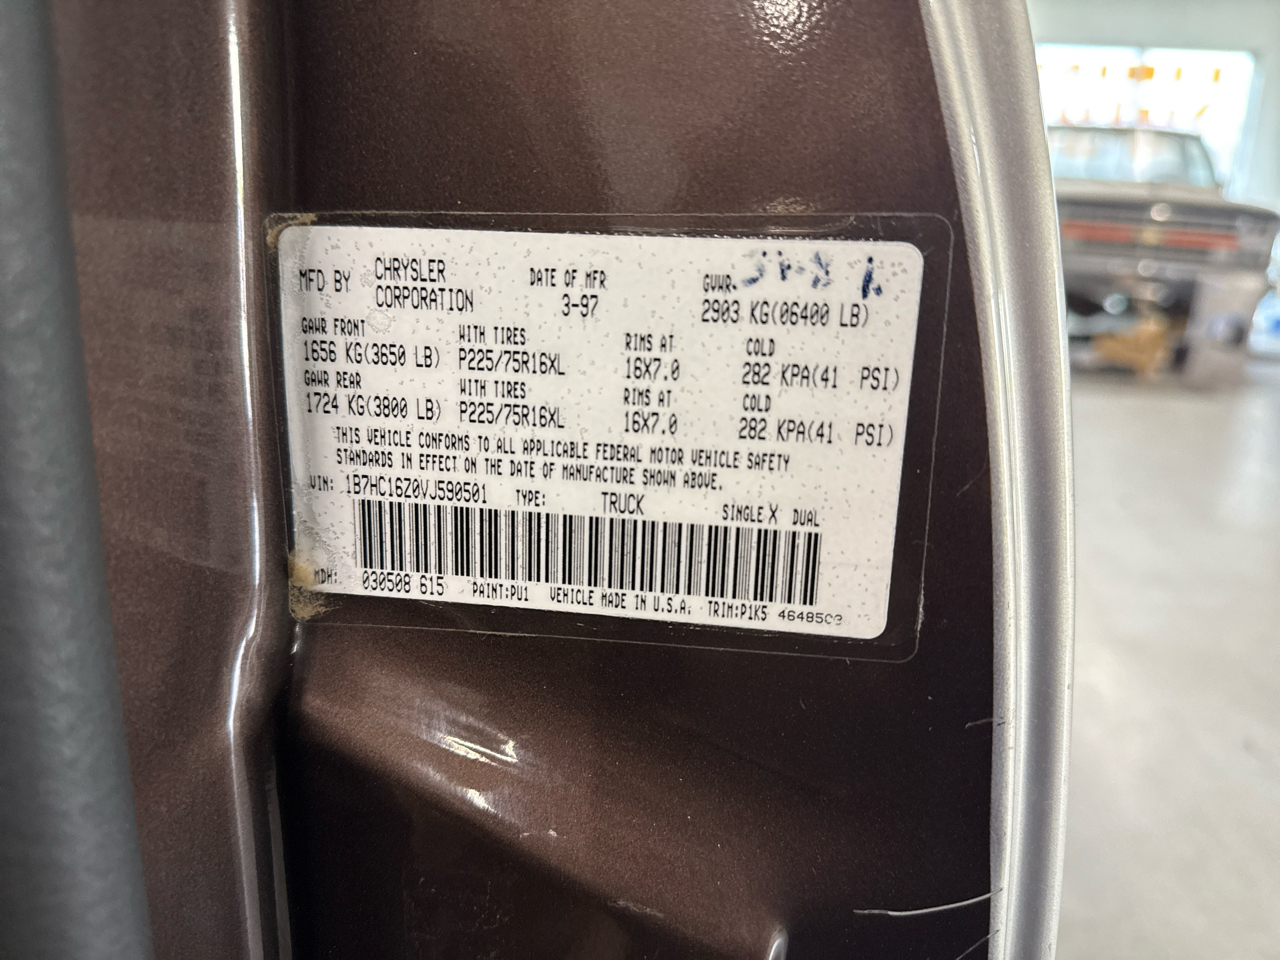 MFD BY CHRYSLER CORPORATION DATE OF MFR 3-97 GVWR.
2903 KG(06400 LB)
GAWR FRONT WITH TIRES RIMS AT COLD
1656 KG(3650 LB) P225/75R16XL 16X7.0 282 KPA(41 PSI)
GAWR REAR WITH TIRES RIMS AT COLD
1724 KG(3800 LB) P225/75R16XL 16X7.0 282 KPA(41 PSI)
THIS VEHICLE CONFORMS TO ALL APPLICABLE FEDERAL MOTOR VEHICLE SAFETY
STANDARDS IN EFFECT ON THE DATE OF MANUFACTURE SHOWN ABOVE.
VIN: 1B7HC16Z0VJ590501 TYPE: TRUCK SINGLE X DUAL
MDH: 030508 615 PAINT:PU1 VEHICLE MADE IN U.S.A. TRIM:P1K5